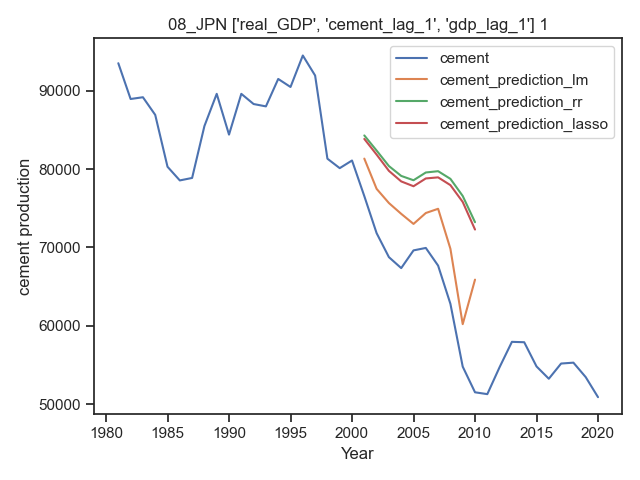 08_JPN ['real_GDP', 'cement_lag_1', 'gdp_lag_1'] 1
cement
cement_prediction_lm
cement_prediction_rr
cement_prediction_lasso
cement production
90000
80000
70000
60000
50000
1980 1985 1990 1995 2000 2005 2010 2015 2020
Year